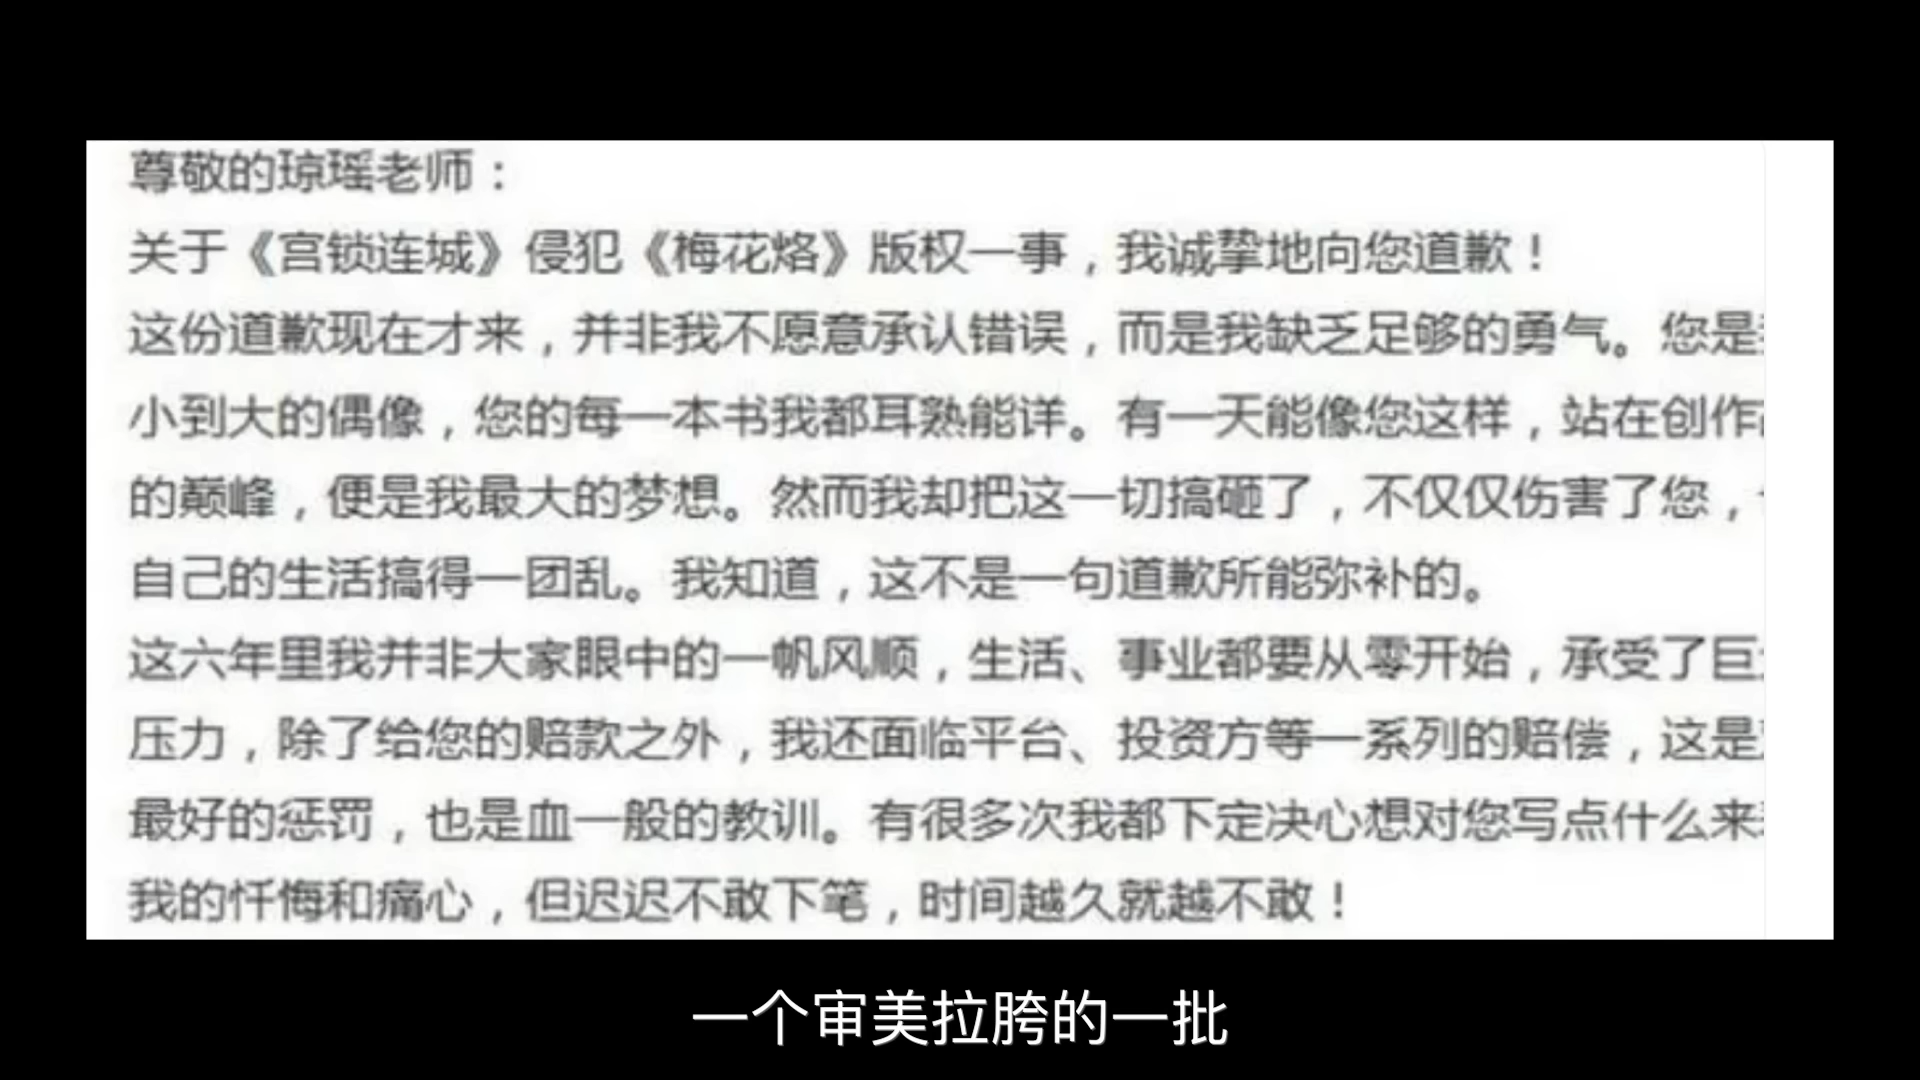 尊敬的琼瑶老师：
关于《宫锁连城》侵犯《梅花烙》版权一事，我诚挚地向您道歉！
这份道歉现在才来，并非我不愿意承认错误，而是我缺乏足够的勇气。您是
小到大的偶像，您的每一本书我都耳熟能详。有一天能像您这样，站在创作
的巅峰，便是我最大的梦想。然而我却把这一切搞砸了，不仅仅伤害了您，
自己的生活搞得一团乱。我知道，这不是一句道歉所能弥补的。
这六年里我并非大家眼中的一帆风顺，生活、事业都要从零开始，承受了巨
压力，除了给您的赔款之外，我还面临平台、投资方等一系列的赔偿，这是
最好的惩罚，也是血一般的教训。有很多次我都下定决心想对您写点什么来
我的忏悔和痛心，但迟迟不敢下笔，时间越久就越不敢！
一个审美拉胯的一批